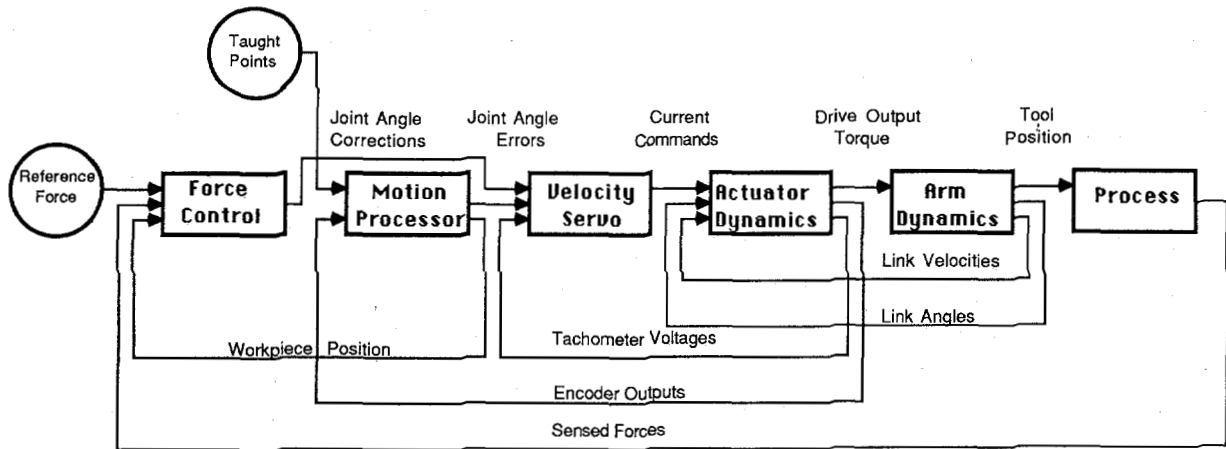 Taught
Points
Joint Angle
Corrections
Joint Angle
Errors
Current
Commands
Drive Output
Torque
Tool
Position
Reference
Force
Force
Control
Motion
Processor
Velocity
Servo
Actuator
Dynamics
Arm
Dynamics
Process
Link Velocities
Link Angles
Workpiece Position
Tachometer Voltages
Encoder Outputs
Sensed Forces